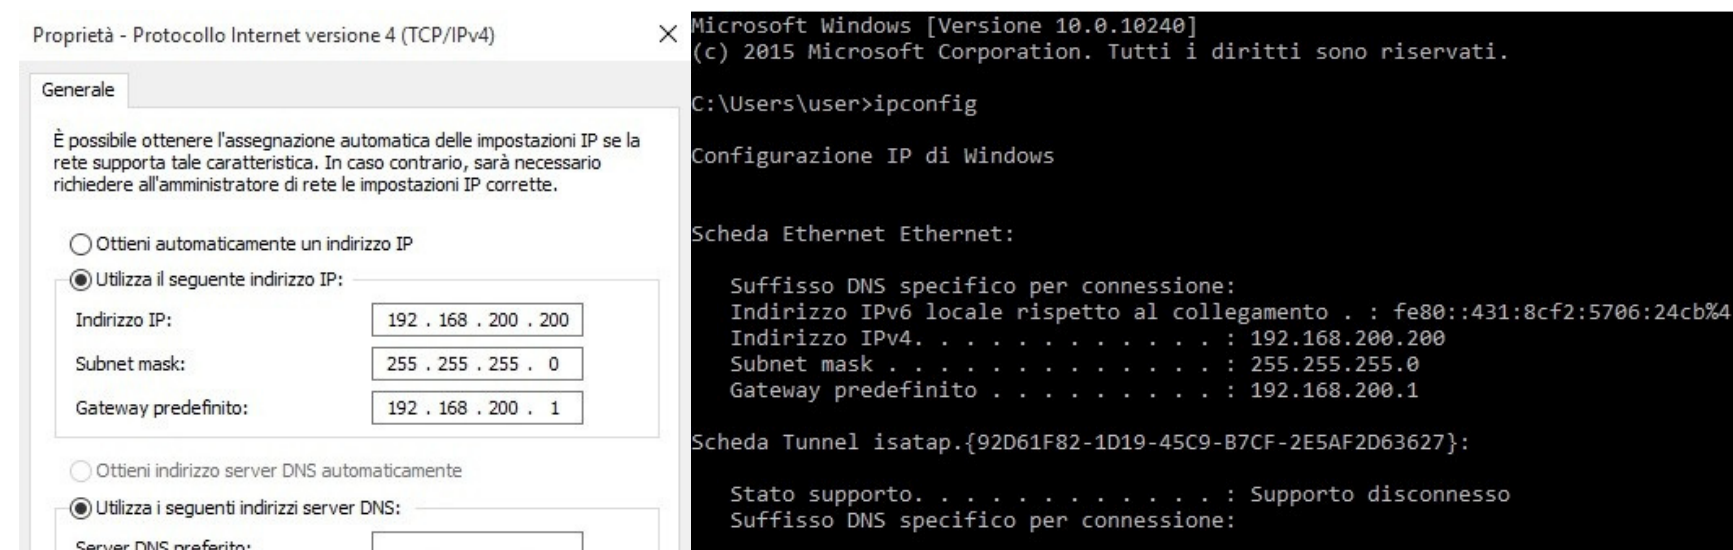 Proprietà - Protocollo Internet versione 4 (TCP/IPv4)
Generale
È possibile ottenere l'assegnazione automatica delle impostazioni IP se la
rete supporta tale caratteristica. In caso contrario, sarà necessario
richiedere all'amministratore di rete le impostazioni IP corrette.
Ottieni automaticamente un indirizzo IP
Utilizza il seguente indirizzo IP:
Indirizzo IP: 192 . 168 . 200 . 200
Subnet mask: 255 . 255 . 255 . 0
Gateway predefinito: 192 . 168 . 200 . 1
Ottieni indirizzo server DNS automaticamente
Utilizza i seguenti indirizzi server DNS:
Server DNS preferito:
Microsoft Windows [Versione 10.0.10240]
(c) 2015 Microsoft Corporation. Tutti i diritti sono riservati.
C:\Users\user>ipconfig
Configurazione IP di Windows
Scheda Ethernet Ethernet:
Suffisso DNS specifico per connessione:
Indirizzo IPv6 locale rispetto al collegamento . : fe80::431:8cf2:5706:24cb%4
Indirizzo IPv4. . . . . . . . . . . . : 192.168.200.200
Subnet mask . . . . . . . . . . . . . : 255.255.255.0
Gateway predefinito . . . . . . . . . : 192.168.200.1
Scheda Tunnel isatap.{92D61F82-1D19-45C9-B7CF-2E5AF2D63627}:
Stato supporto. . . . . . . . . . . . : Supporto disconnesso
Suffisso DNS specifico per connessione: